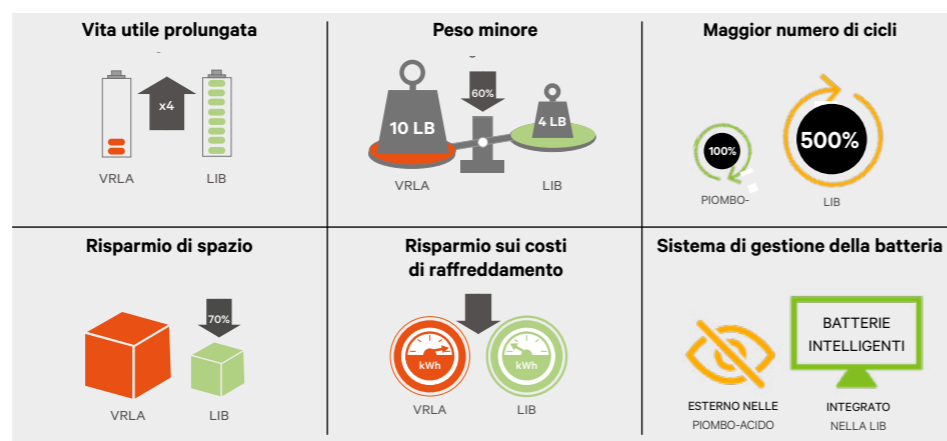 Vita utile prolungata
x4
VRLA
LIB
Peso minore
60%
10 LB
4 LB
VRLA
LIB
Maggior numero di cicli
100%
500%
PIOMBO-
LIB
Risparmio di spazio
70%
VRLA
LIB
Risparmio sui costi
di raffreddamento
kWh
kWh
VRLA
LIB
Sistema di gestione della batteria
BATTERIE
INTELLIGENTI
ESTERNO NELLE
PIOMBO-ACIDO
INTEGRATO
NELLA LIB